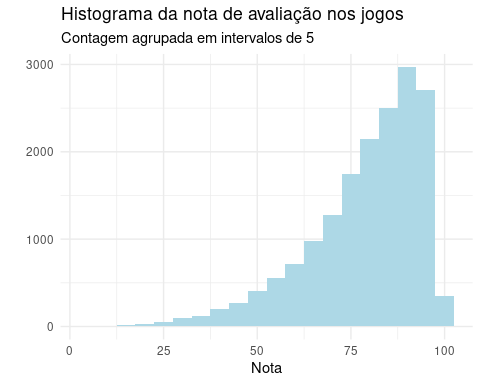 Histograma da nota de avaliação nos jogos
Contagem agrupada em intervalos de 5
3000
2000
1000
0
0 25 50 75 100
Nota